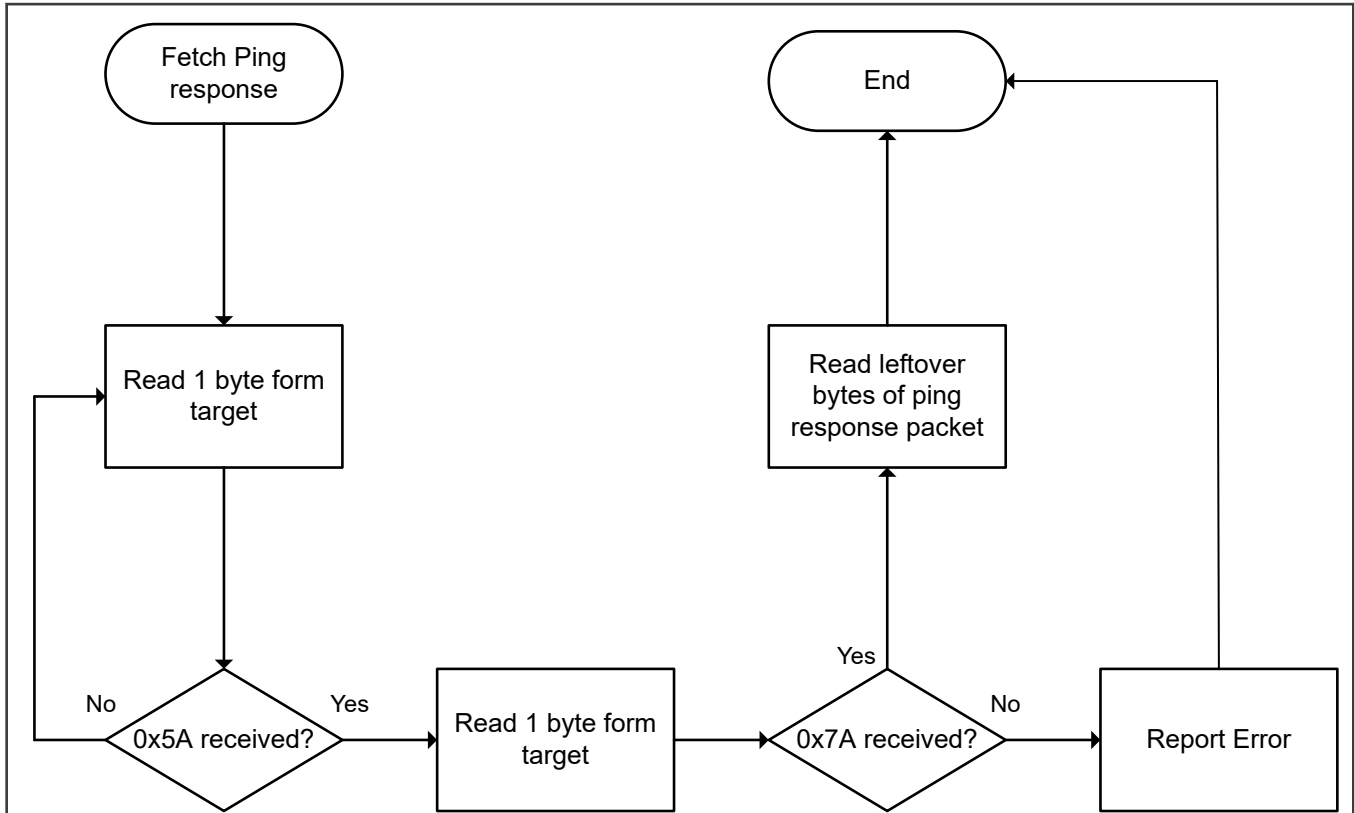 Fetch Ping
response
End
Read 1 byte form
target
Read leftover
bytes of ping
response packet
No
0x5A received?
Yes
Read 1 byte form
target
Yes
0x7A received?
No
Report Error